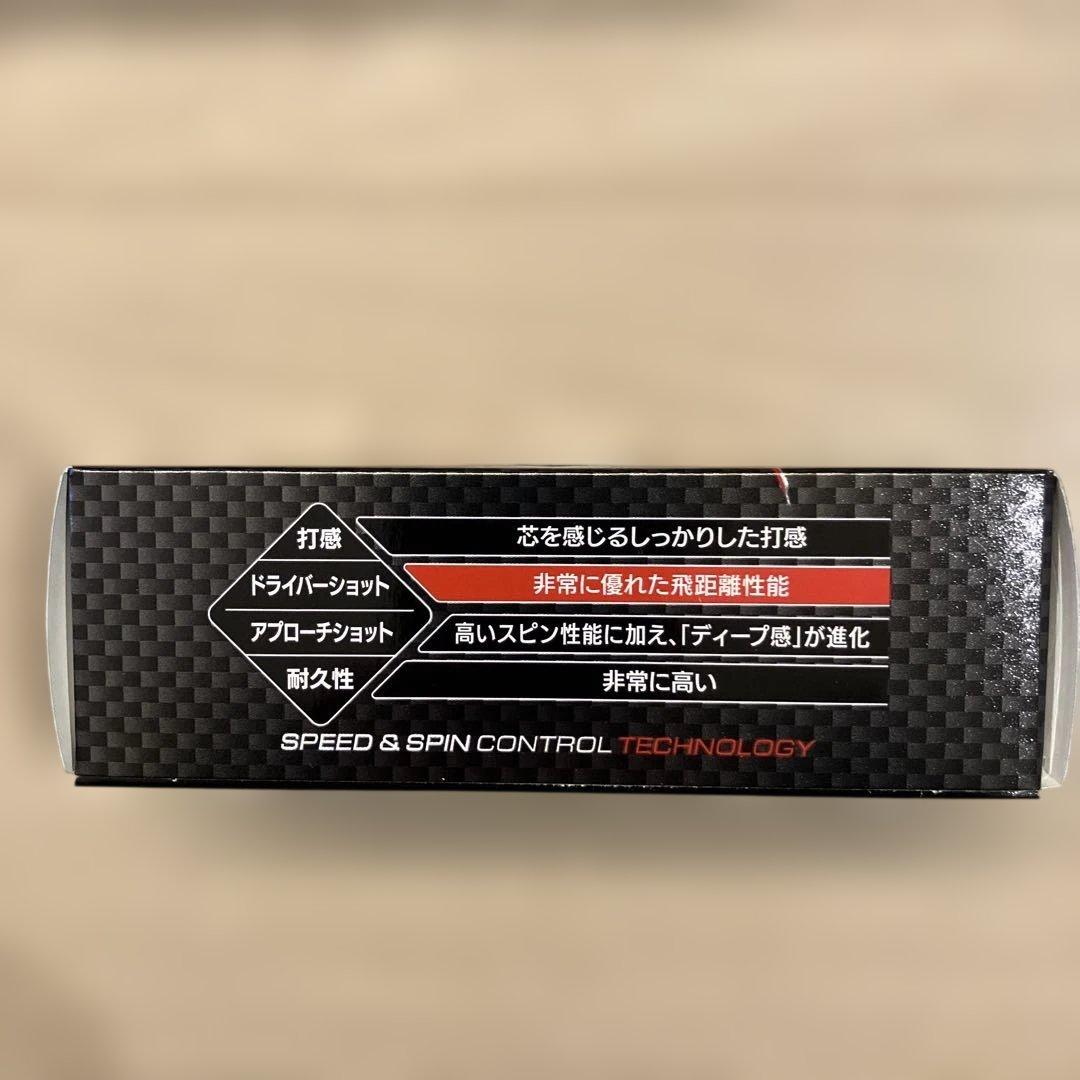 打感 芯を感じるしっかりした打感
ドライバーショット 非常に優れた飛距離性能
アプローチショット 高いスピン性能に加え、「ディープ感」が進化
耐久性 非常に高い
SPEED & SPIN CONTROL TECHNOLOGY